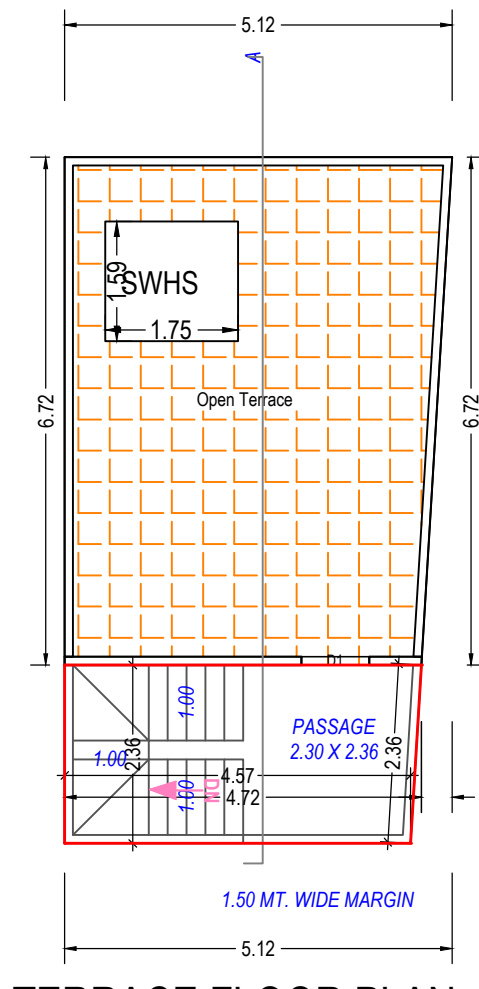 5.12
A
1.59
SWHS
1.75
Open Terrace
6.72
6.72
D1
1.00
PASSAGE
2.30 X 2.36
2.36
1.00
2.36
4.57
DN
1.00
4.72
1.50 MT. WIDE MARGIN
5.12
TERRACE FLOOR PLAN